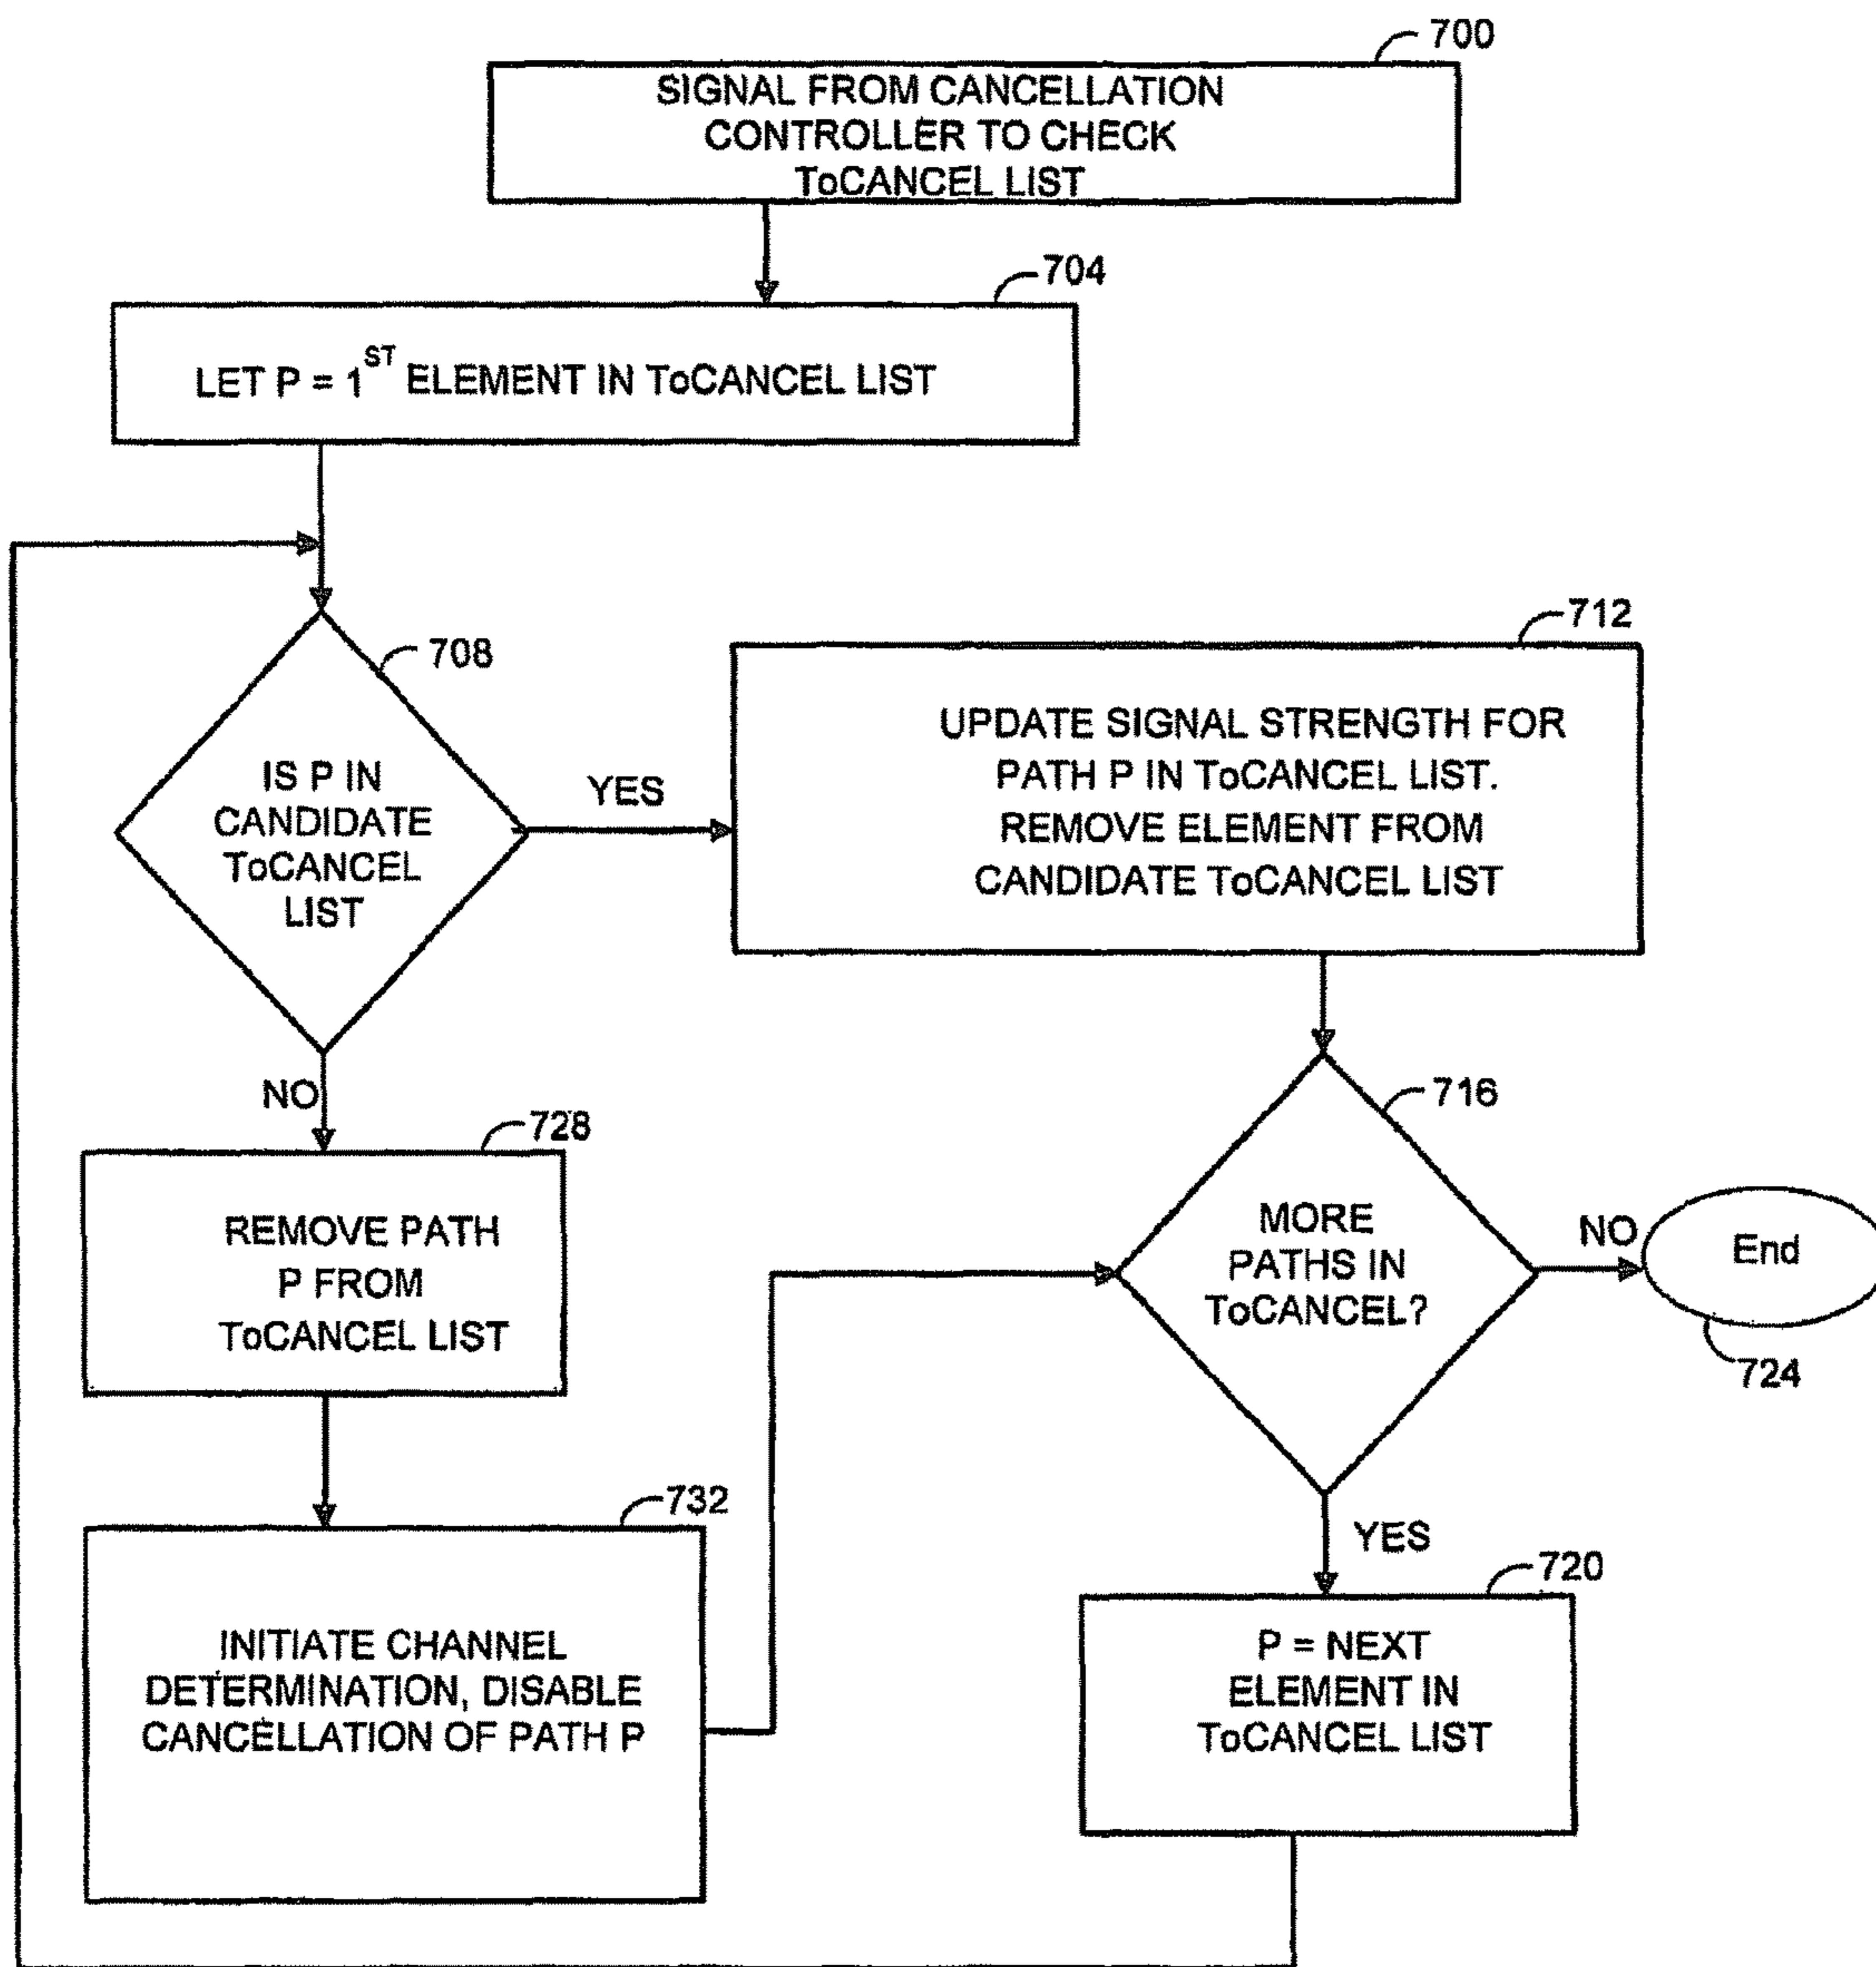 700
SIGNAL FROM CANCELLATION
CONTROLLER TO CHECK
ToCANCEL LIST
704
LET P = 1ST ELEMENT IN ToCANCEL LIST
708
IS P IN
CANDIDATE
ToCANCEL
LIST
YES
712
UPDATE SIGNAL STRENGTH FOR
PATH P IN ToCANCEL LIST.
REMOVE ELEMENT FROM
CANDIDATE ToCANCEL LIST
NO
728
REMOVE PATH
P FROM
ToCANCEL LIST
716
MORE
PATHS IN
ToCANCEL?
NO
End
724
732
INITIATE CHANNEL
DETERMINATION, DISABLE
CANCELLATION OF PATH P
YES
720
P = NEXT
ELEMENT IN
ToCANCEL LIST